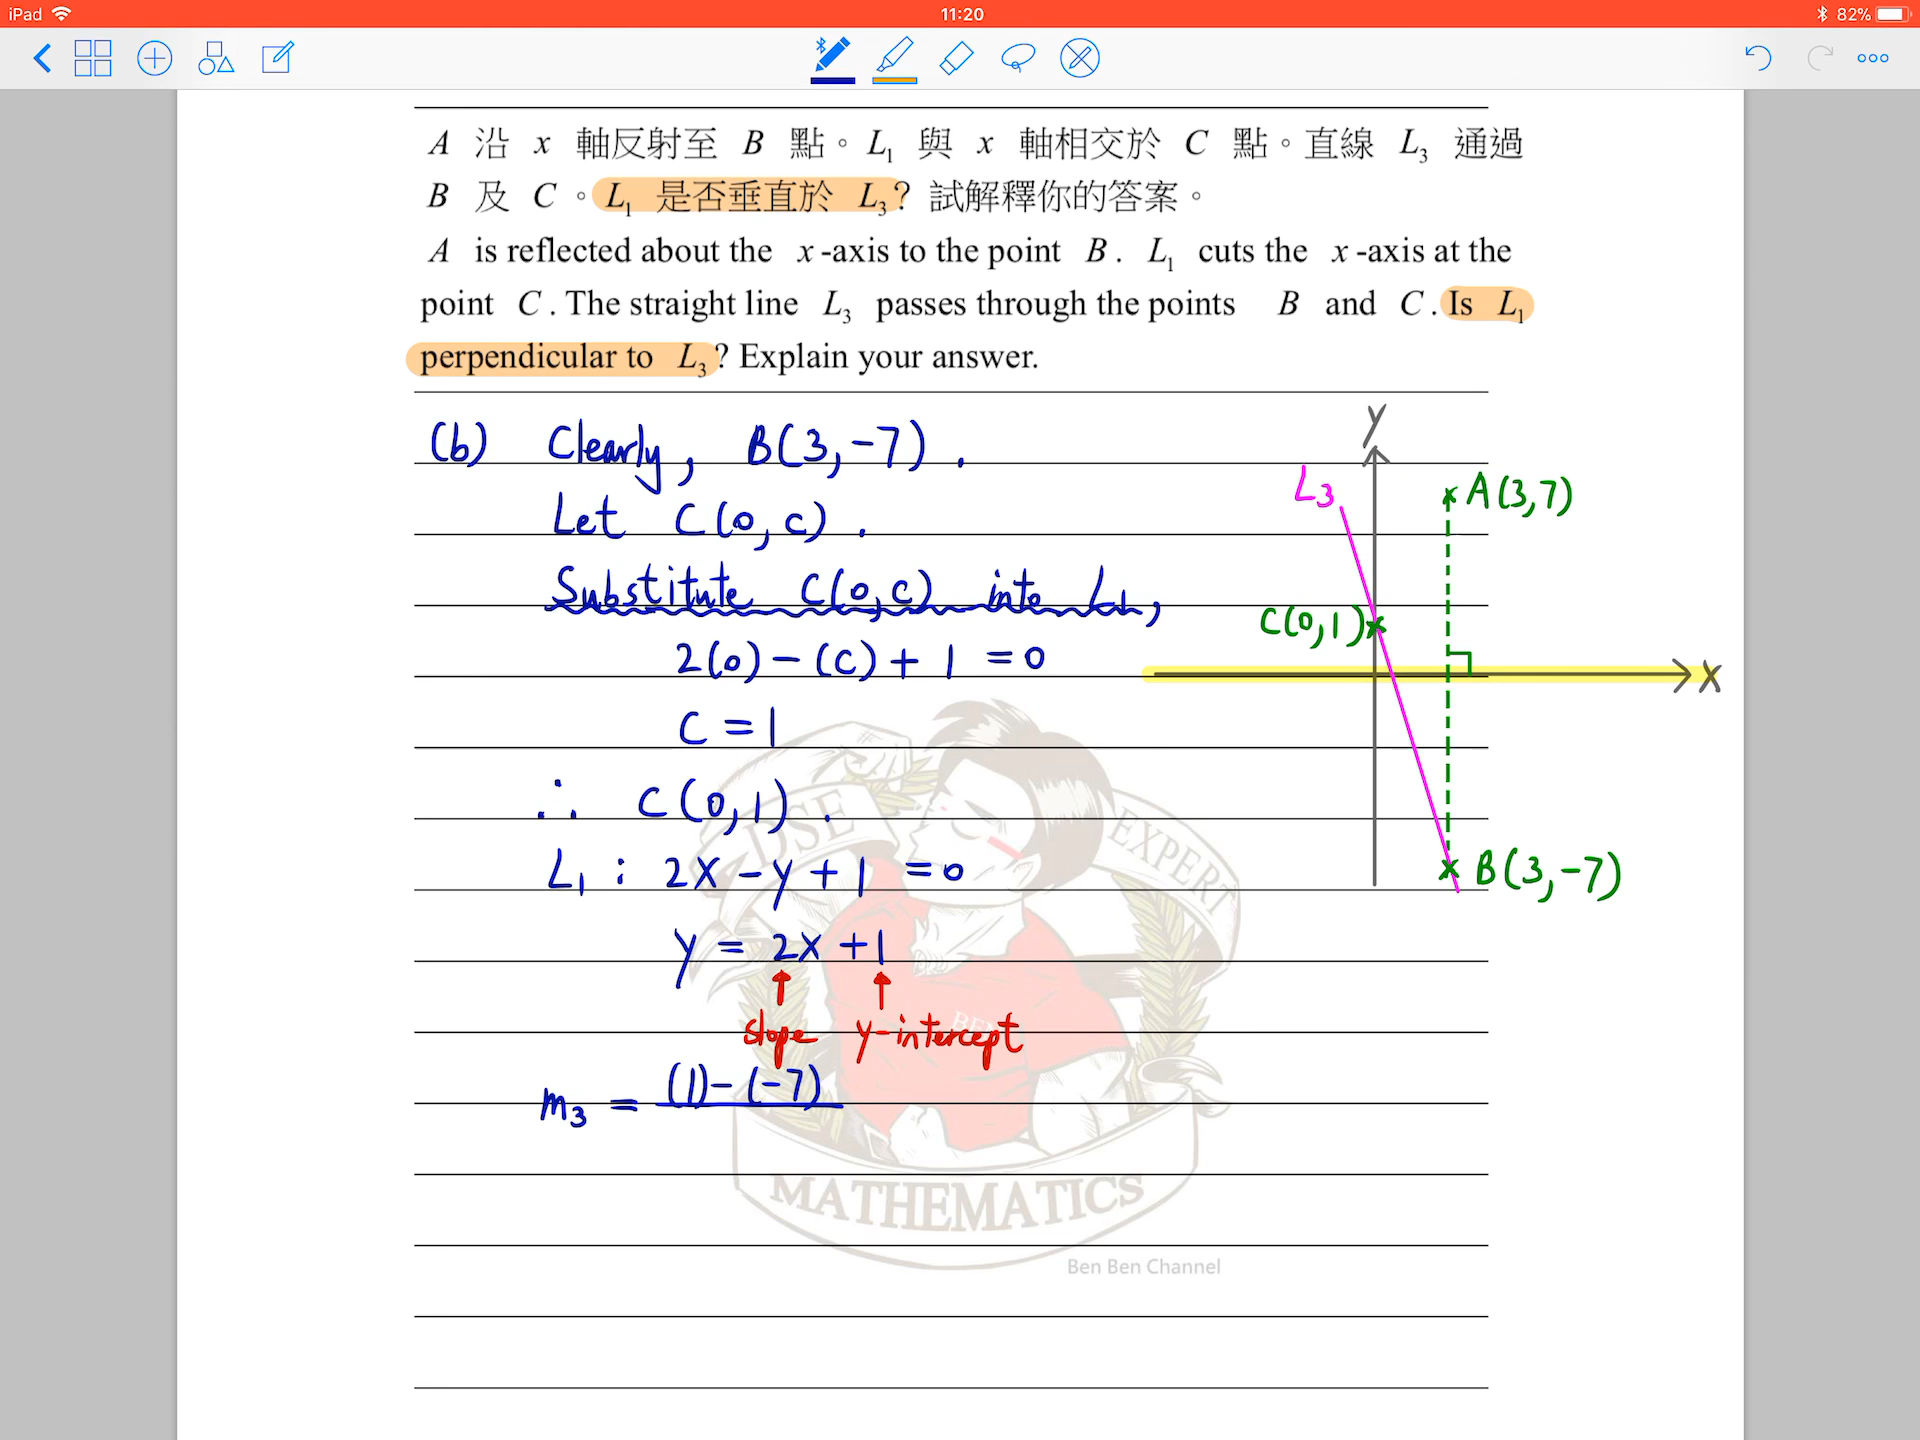 iPad 11:20 82%
A 沿 x 軸反射至 B 點。L₁ 與 x 軸相交於 C 點。直線 L₃ 通過
B 及 C。L₁ 是否垂直於 L₃? 試解釋你的答案。
A is reflected about the x-axis to the point B. L₁ cuts the x-axis at the
point C. The straight line L₃ passes through the points B and C. Is L₁
perpendicular to L₃? Explain your answer.
(b) Clearly, B(3,-7).
Let C(0,c).
Substitute C(0,c) into L₁,
2(0)-(c)+1=0
C=1
∴ C(0,1).
L₁: 2x-y+1=0
y=2x+1
slope y-intercept
m₃ = (1)-(-7)
y
L₃
A(3,7)
C(0,1)
x
B(3,-7)
DSE EXPERT
BEN
MATHEMATICS
Ben Ben Channel